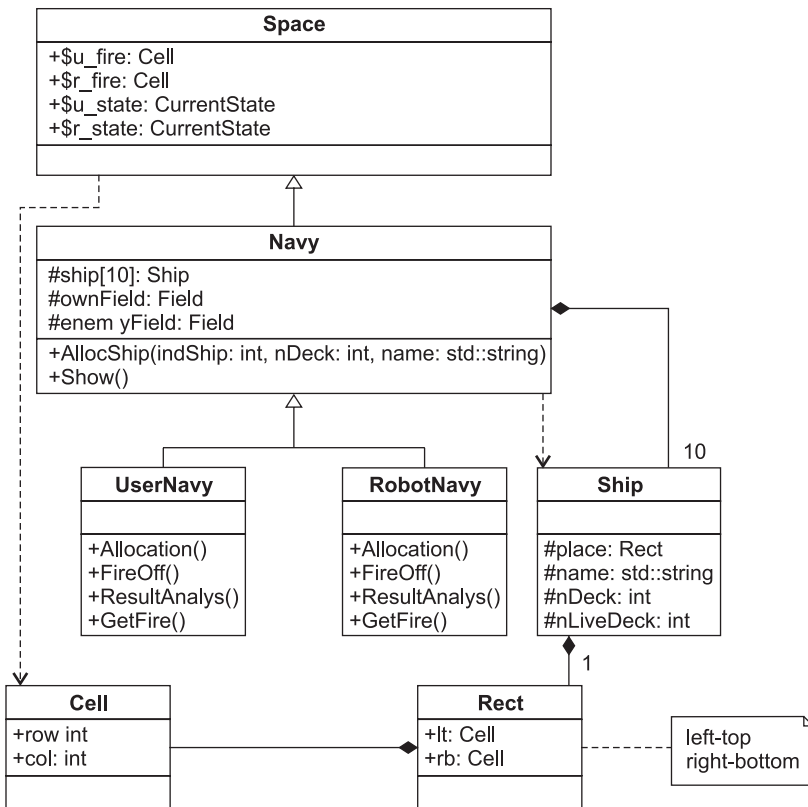 Space
+$u_fire: Cell
+$r_fire: Cell
+$u_state: CurrentState
+$r_state: CurrentState
Navy
#ship[10]: Ship
#ownField: Field
#enem yField: Field
+AllocShip(indShip: int, nDeck: int, name: std::string)
+Show()
10
UserNavy
+Allocation()
+FireOff()
+ResultAnalys()
+GetFire()
RobotNavy
+Allocation()
+FireOff()
+ResultAnalys()
+GetFire()
Ship
#place: Rect
#name: std::string
#nDeck: int
#nLiveDeck: int
1
Cell
+row int
+col: int
Rect
+lt: Cell
+rb: Cell
left-top
right-bottom